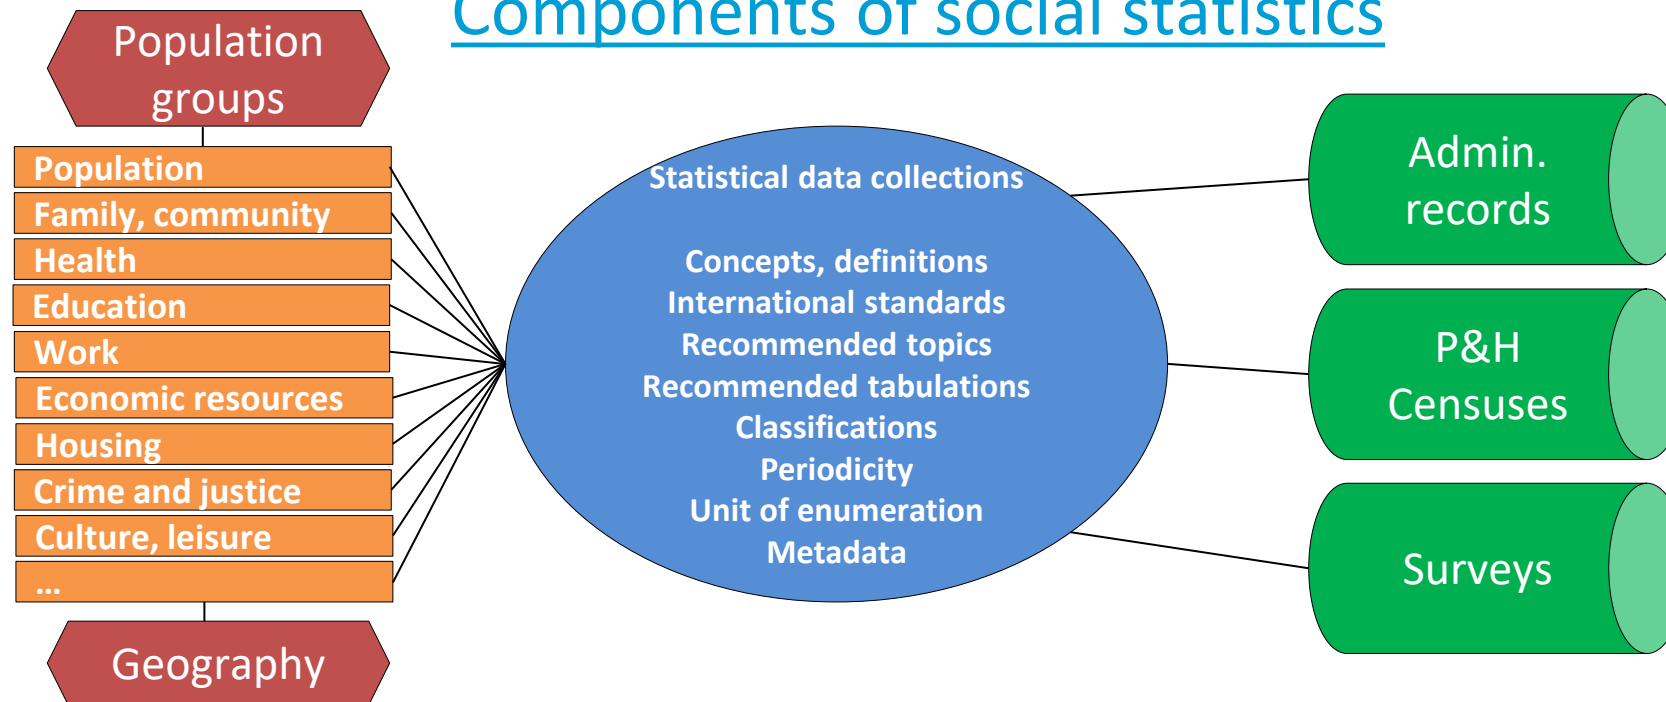 Components of social statistics
Population
groups
Population
Family, community
Health
Education
Work
Economic resources
Housing
Crime and justice
Culture, leisure
...
Geography
Statistical data collections
Concepts, definitions
International standards
Recommended topics
Recommended tabulations
Classifications
Periodicity
Unit of enumeration
Metadata
Admin.
records
P&H
Censuses
Surveys